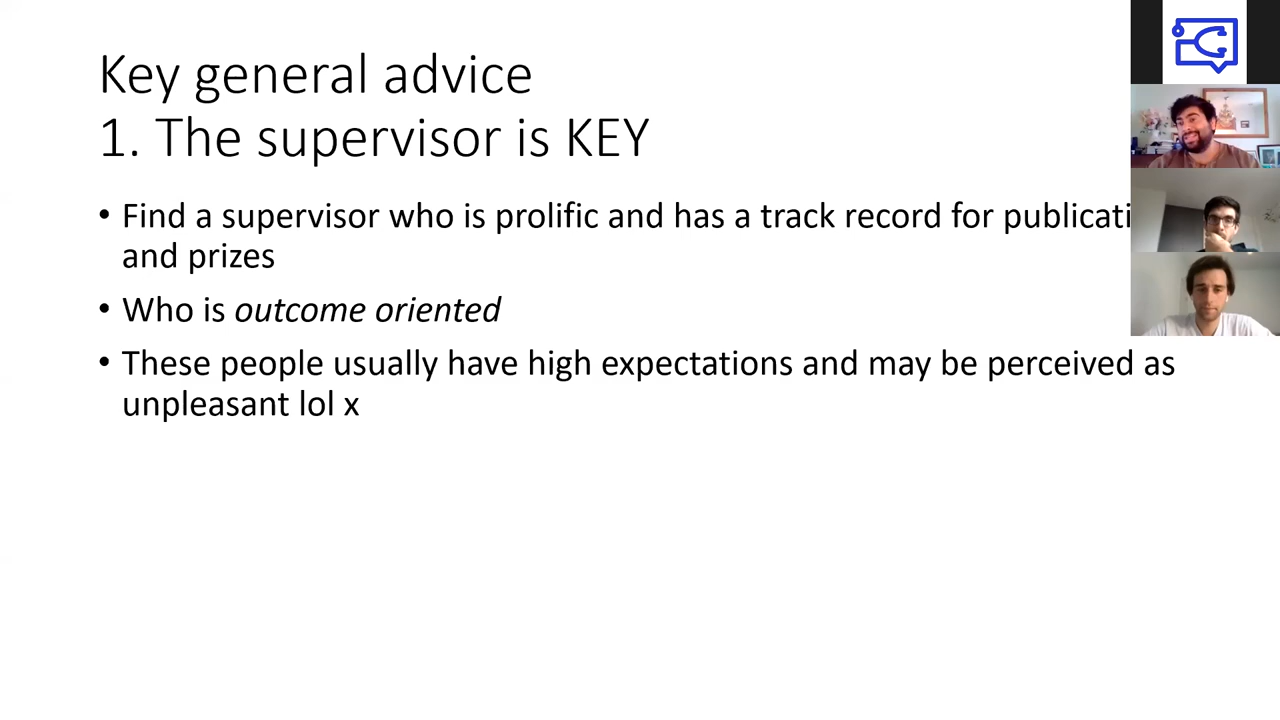 Key general advice
1. The supervisor is KEY
• Find a supervisor who is prolific and has a track record for
and prizes
• Who is outcome oriented
• These people usually have high expectations and may be perceived as
unpleasant lol x